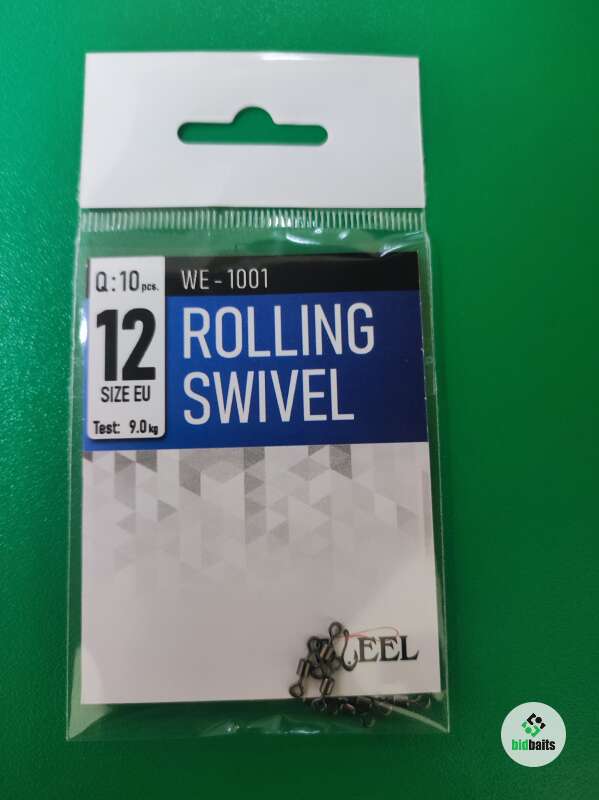 Q:10 pcs.
WE-1001
12
SIZE EU
Test: 9.0 kg
ROLLING
SWIVEL
EEL
bidbaits